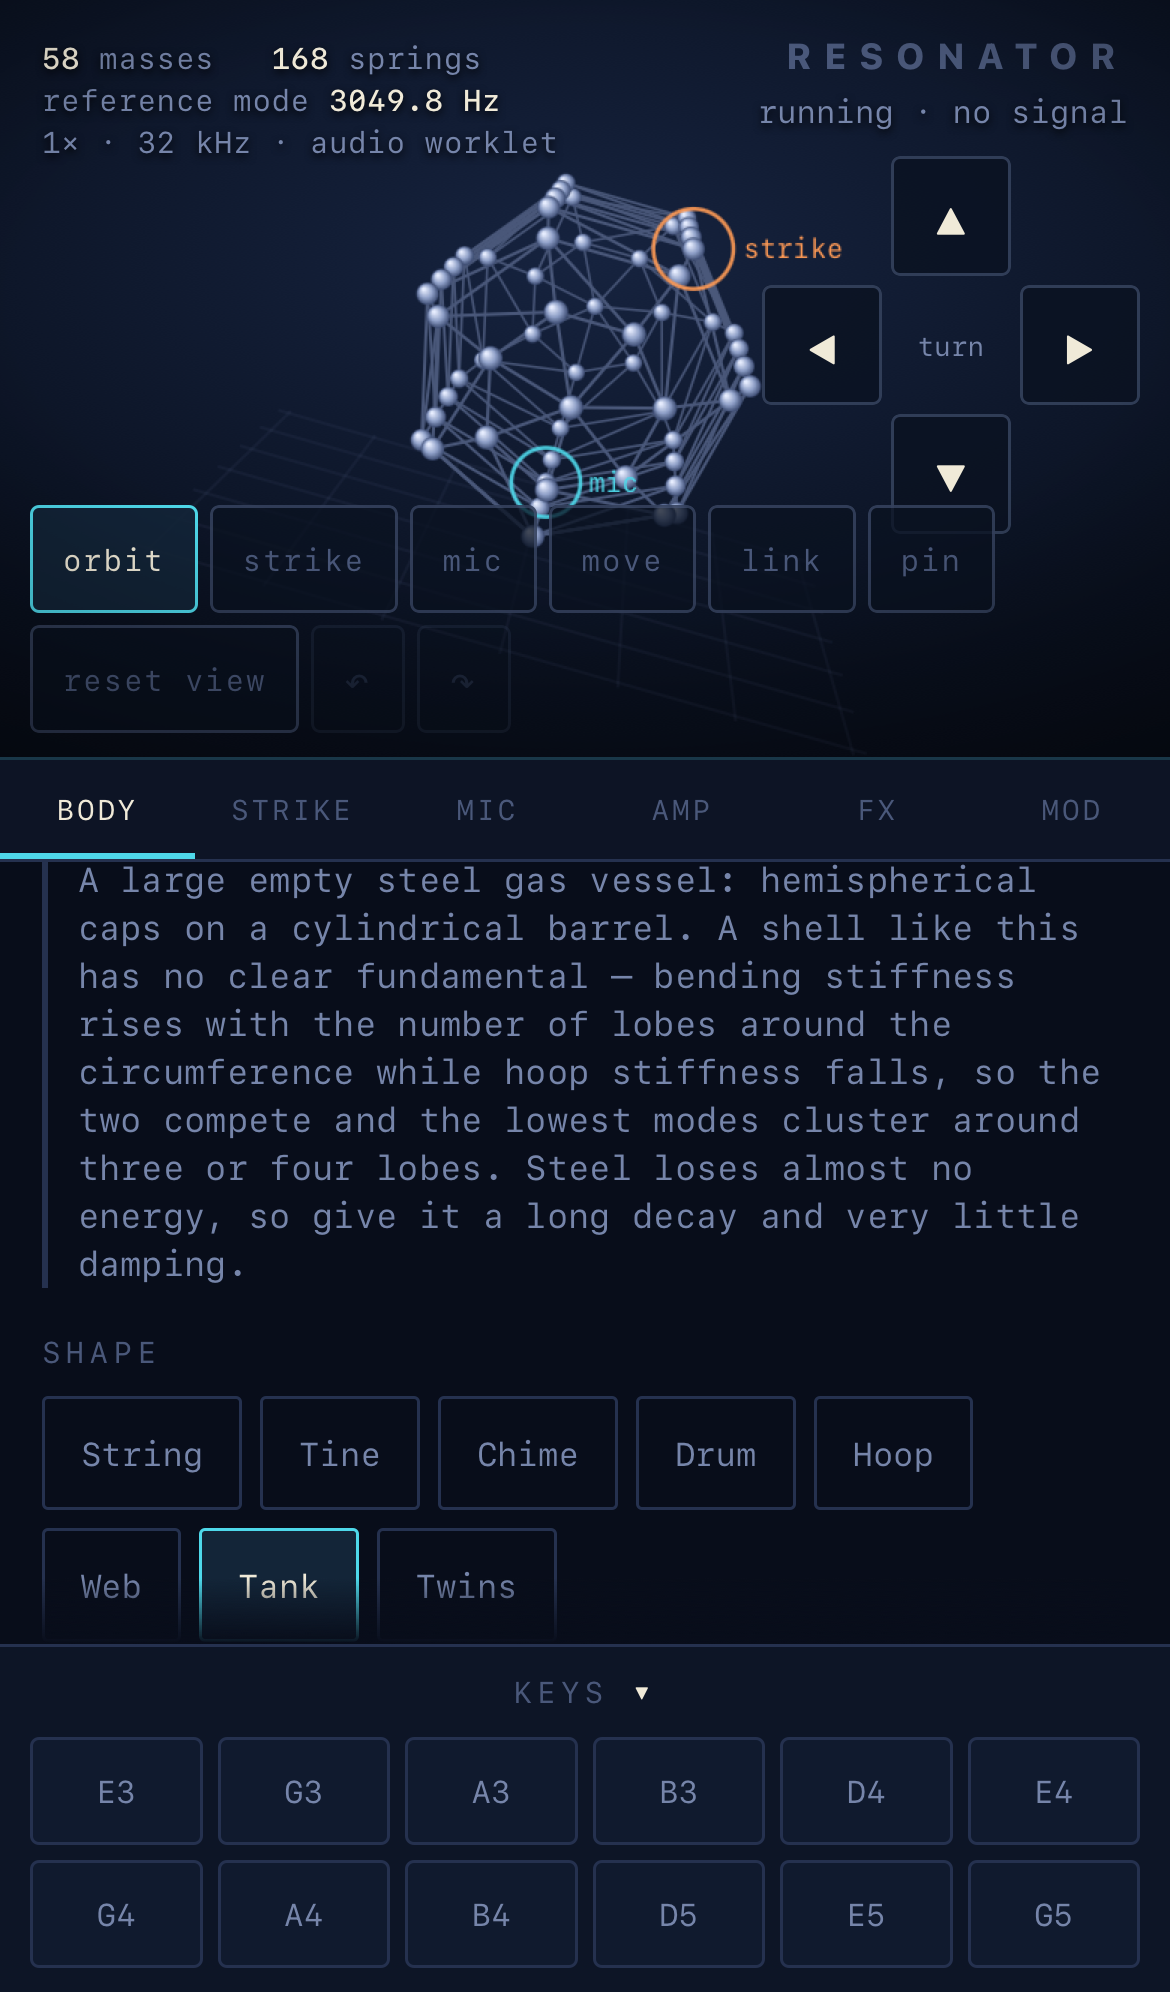 58 masses 168 springs
reference mode 3049.8 Hz
1× · 32 kHz · audio worklet
RESONATOR
running · no signal
▲
strike
◀ turn ▶
mic
▼
orbit strike mic move link pin
reset view ↶ ↷
BODY STRIKE MIC AMP FX MOD
A large empty steel gas vessel: hemispherical
caps on a cylindrical barrel. A shell like this
has no clear fundamental — bending stiffness
rises with the number of lobes around the
circumference while hoop stiffness falls, so the
two compete and the lowest modes cluster around
three or four lobes. Steel loses almost no
energy, so give it a long decay and very little
damping.
SHAPE
String Tine Chime Drum Hoop
Web Tank Twins
KEYS ▼
E3 G3 A3 B3 D4 E4
G4 A4 B4 D5 E5 G5